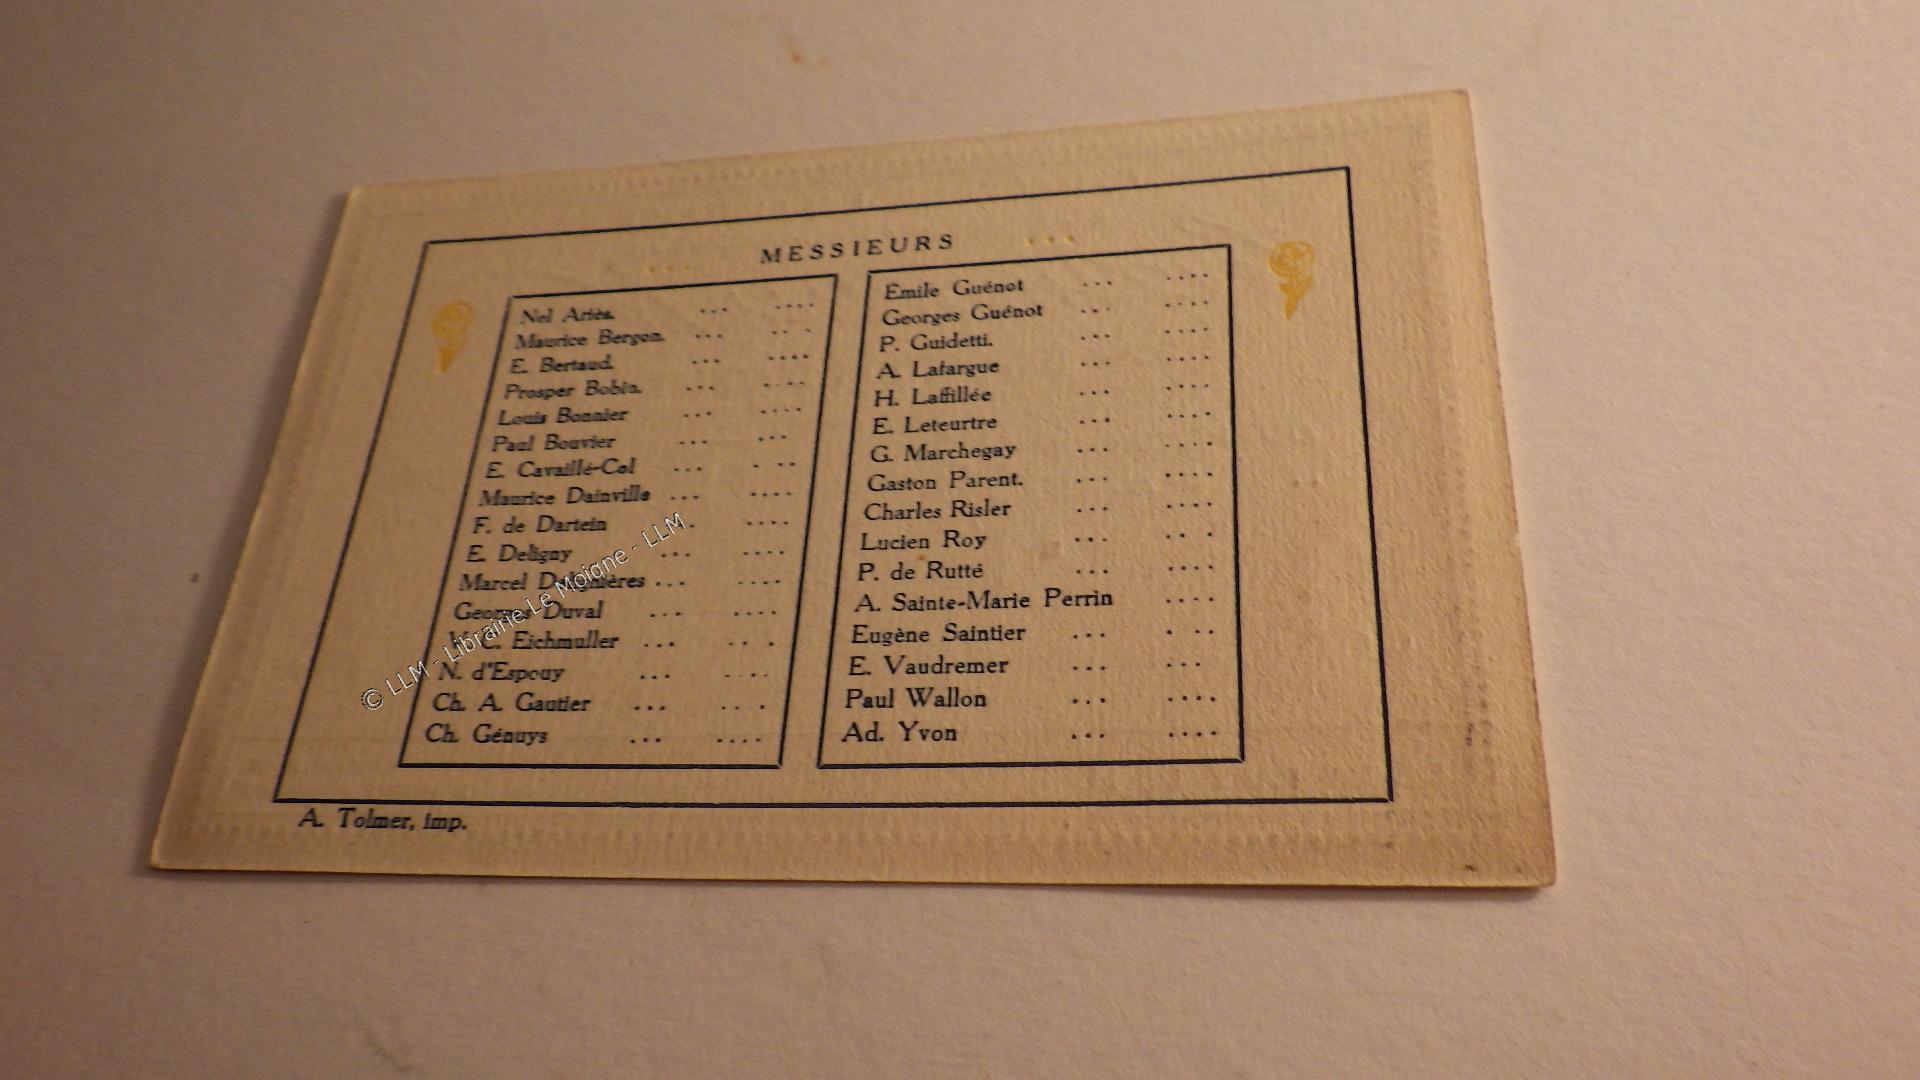 MESSIEURS
Nel Ariès. ... ....
Maurice Bergon. ... ....
E. Bertaud. ... ....
Prosper Bobin. ... ....
Louis Bonnier ... ....
Paul Bouvier ... ...
E. Cavaillé-Col ... . ..
Maurice Dainville ... ....
F. de Dartein . ....
E. Deligny ... ....
Marcel ... ....
Georges Duval ... ....
C. Eichmuller ... .. .
N. d'Espouy ... ....
Ch. A. Gautier ... ....
Ch. Génuys ... ....
Emile Guénot ... ....
Georges Guénot ... ....
P. Guidetti. ... ....
A. Lafargue ... ....
H. Laffillée ... ....
E. Leteurtre ... ....
G. Marchegay ... ....
Gaston Parent. ... ....
Charles Risler ... ....
Lucien Roy ... .. .
P. de Rutté ... ....
A. Sainte-Marie Perrin ....
Eugène Saintier ... . ..
E. Vaudremer ... ...
Paul Wallon ... ....
Ad. Yvon ... ....
A. Tolmer, imp.
© LLM - Librairie Le Moigne - LLM